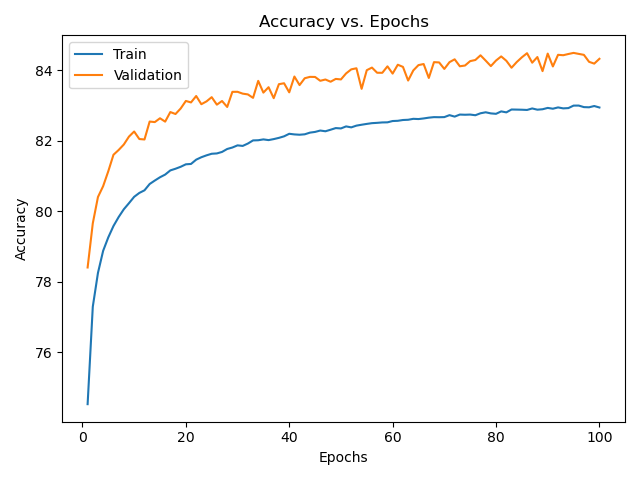 Accuracy vs. Epochs
Train
Validation
84
82
80
78
76
Accuracy
0 20 40 60 80 100
Epochs